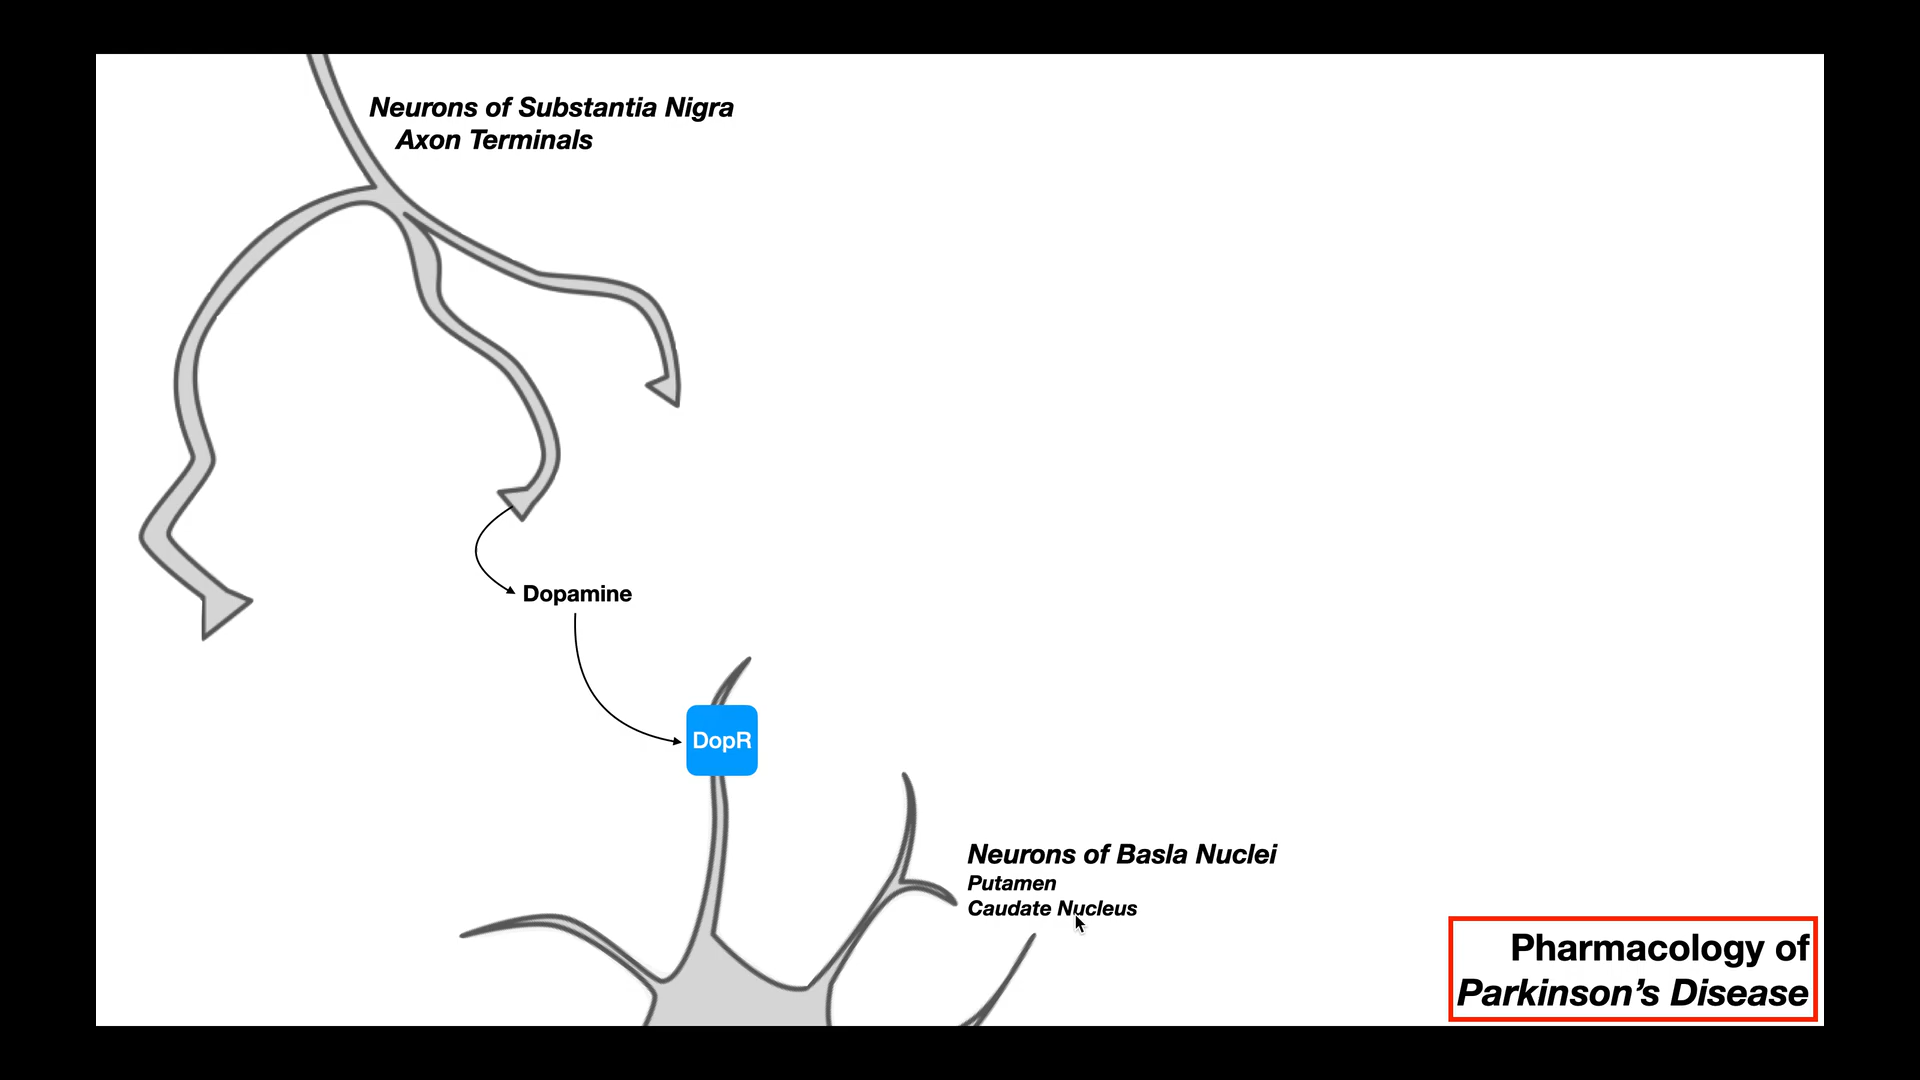 Neurons of Substantia Nigra
Axon Terminals
Dopamine
DopR
Neurons of Basla Nuclei
Putamen
Caudate Nucleus
Pharmacology of
Parkinson’s Disease